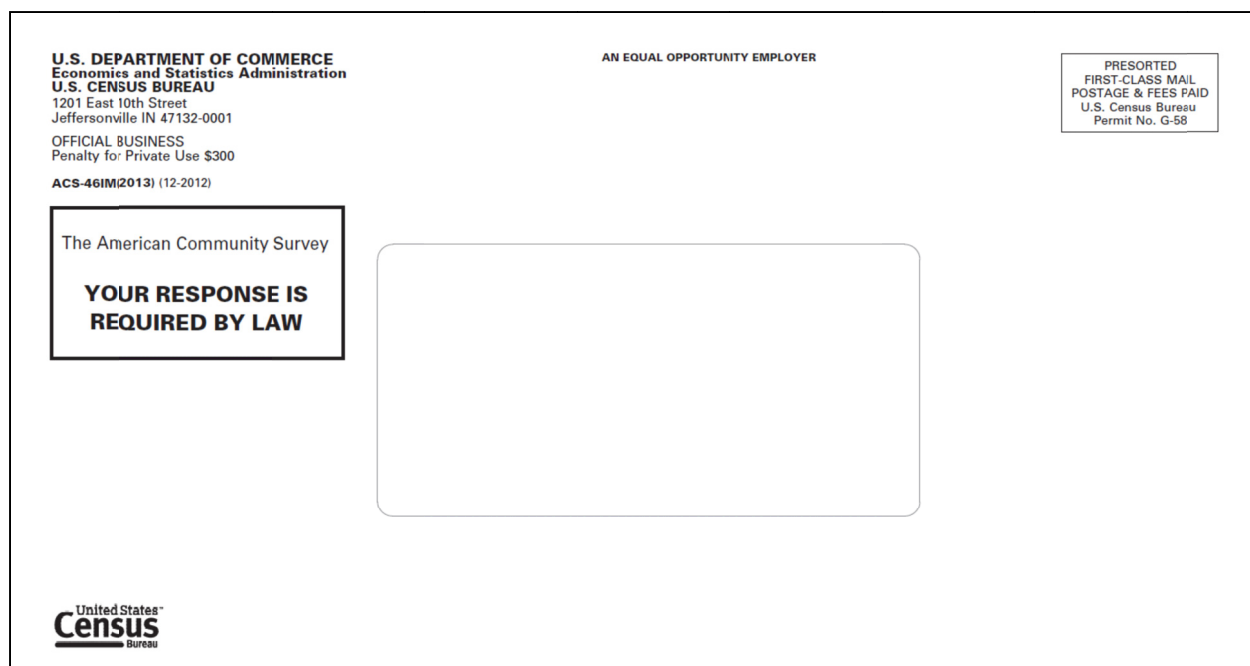 U.S. DEPARTMENT OF COMMERCE
Economics and Statistics Administration
U.S. CENSUS BUREAU
1201 East 10th Street
Jeffersonville IN 47132-0001
OFFICIAL BUSINESS
Penalty for Private Use $300
ACS-46IM(2013) (12-2012)
AN EQUAL OPPORTUNITY EMPLOYER
PRESORTED
FIRST-CLASS MAIL
POSTAGE & FEES PAID
U.S. Census Bureau
Permit No. G-58
The American Community Survey
YOUR RESPONSE IS
REQUIRED BY LAW
United States™
Census
Bureau